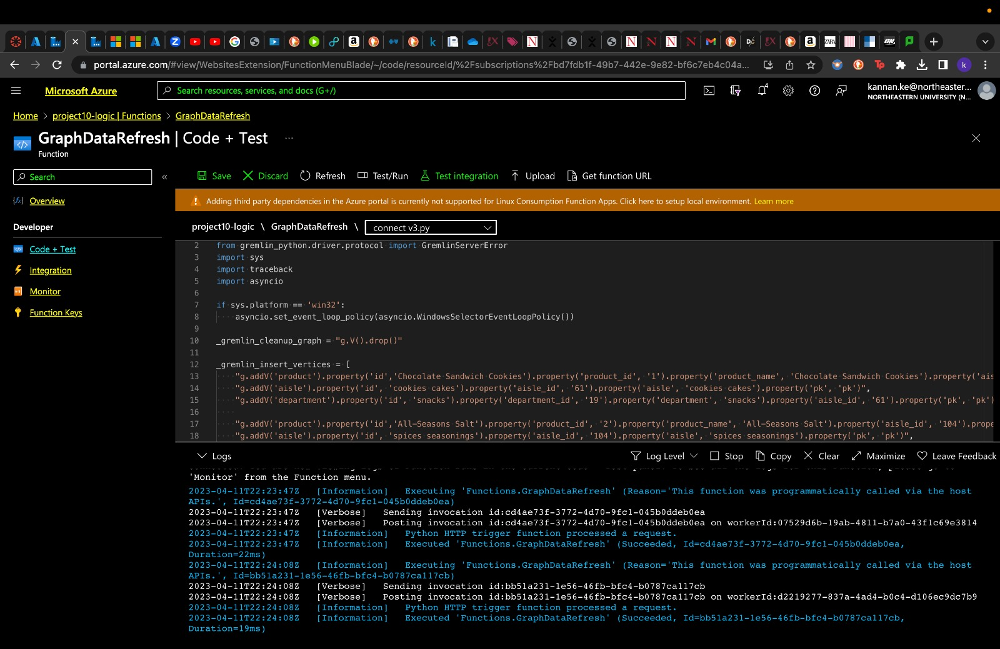 portal.azure.com/#view/WebsitesExtension/FunctionMenuBlade/~/code/resourceId/%2Fsubscriptions%2Fbd7fdb1f-49b7-442e-9e82-bf6c7eb4c04a...
Microsoft Azure
Search resources, services, and docs (G+/)
4
kannan.ke@northeaster...
NORTHEASTERN UNIVERSITY (N...
Home > project10-logic | Functions > GraphDataRefresh
GraphDataRefresh | Code + Test ...
Function
Search
«
Save Discard Refresh Test/Run Test integration Upload Get function URL
Overview
Developer
Code + Test
Integration
Monitor
Function Keys
Adding third party dependencies in the Azure portal is currently not supported for Linux Consumption Function Apps. Click here to setup local environment. Learn more
project10-logic \ GraphDataRefresh \ connect v3.py
2 from gremlin_python.driver.protocol import GremlinServerError
3 import sys
4 import traceback
5 import asyncio
6
7 if sys.platform == 'win32':
8 asyncio.set_event_loop_policy(asyncio.WindowsSelectorEventLoopPolicy())
9
10 _gremlin_cleanup_graph = "g.V().drop()"
11
12 _gremlin_insert_vertices = [
13 "g.addV('product').property('id','Chocolate Sandwich Cookies').property('product_id', '1').property('product_name', 'Chocolate Sandwich Cookies').property('ais
14 "g.addV('aisle').property('id', 'cookies cakes').property('aisle_id', '61').property('aisle', 'cookies cakes').property('pk', 'pk')",
15 "g.addV('department').property('id', 'snacks').property('department_id', '19').property('department', 'snacks').property('aisle_id', '61').property('pk', 'pk')
16
17 "g.addV('product').property('id','All-Seasons Salt').property('product_id', '2').property('product_name', 'All-Seasons Salt').property('aisle_id', '104').prope
18 "g.addV('aisle').property('id', 'spices seasonings').property('aisle_id', '104').property('aisle', 'spices seasonings').property('pk', 'pk')",
Logs
Log Level Stop Copy Clear Maximize Leave Feedback
'Monitor' from the Function menu.
2023-04-11T22:23:47Z [Information] Executing 'Functions.GraphDataRefresh' (Reason='This function was programmatically called via the host
APIs.', Id=cd4ae73f-3772-4d70-9fc1-045b0ddeb0ea)
2023-04-11T22:23:47Z [Verbose] Sending invocation id:cd4ae73f-3772-4d70-9fc1-045b0ddeb0ea
2023-04-11T22:23:47Z [Verbose] Posting invocation id:cd4ae73f-3772-4d70-9fc1-045b0ddeb0ea on workerId:07529d6b-19ab-4811-b7a0-43f1c69e3814
2023-04-11T22:23:47Z [Information] Python HTTP trigger function processed a request.
2023-04-11T22:23:47Z [Information] Executed 'Functions.GraphDataRefresh' (Succeeded, Id=cd4ae73f-3772-4d70-9fc1-045b0ddeb0ea,
Duration=22ms)
2023-04-11T22:24:08Z [Information] Executing 'Functions.GraphDataRefresh' (Reason='This function was programmatically called via the host
APIs.', Id=bb51a231-1e56-46fb-bfc4-b0787ca117cb)
2023-04-11T22:24:08Z [Verbose] Sending invocation id:bb51a231-1e56-46fb-bfc4-b0787ca117cb
2023-04-11T22:24:08Z [Verbose] Posting invocation id:bb51a231-1e56-46fb-bfc4-b0787ca117cb on workerId:d2219277-837a-4ad4-b0c4-d106ec9dc7b9
2023-04-11T22:24:08Z [Information] Python HTTP trigger function processed a request.
2023-04-11T22:24:08Z [Information] Executed 'Functions.GraphDataRefresh' (Succeeded, Id=bb51a231-1e56-46fb-bfc4-b0787ca117cb,
Duration=19ms)